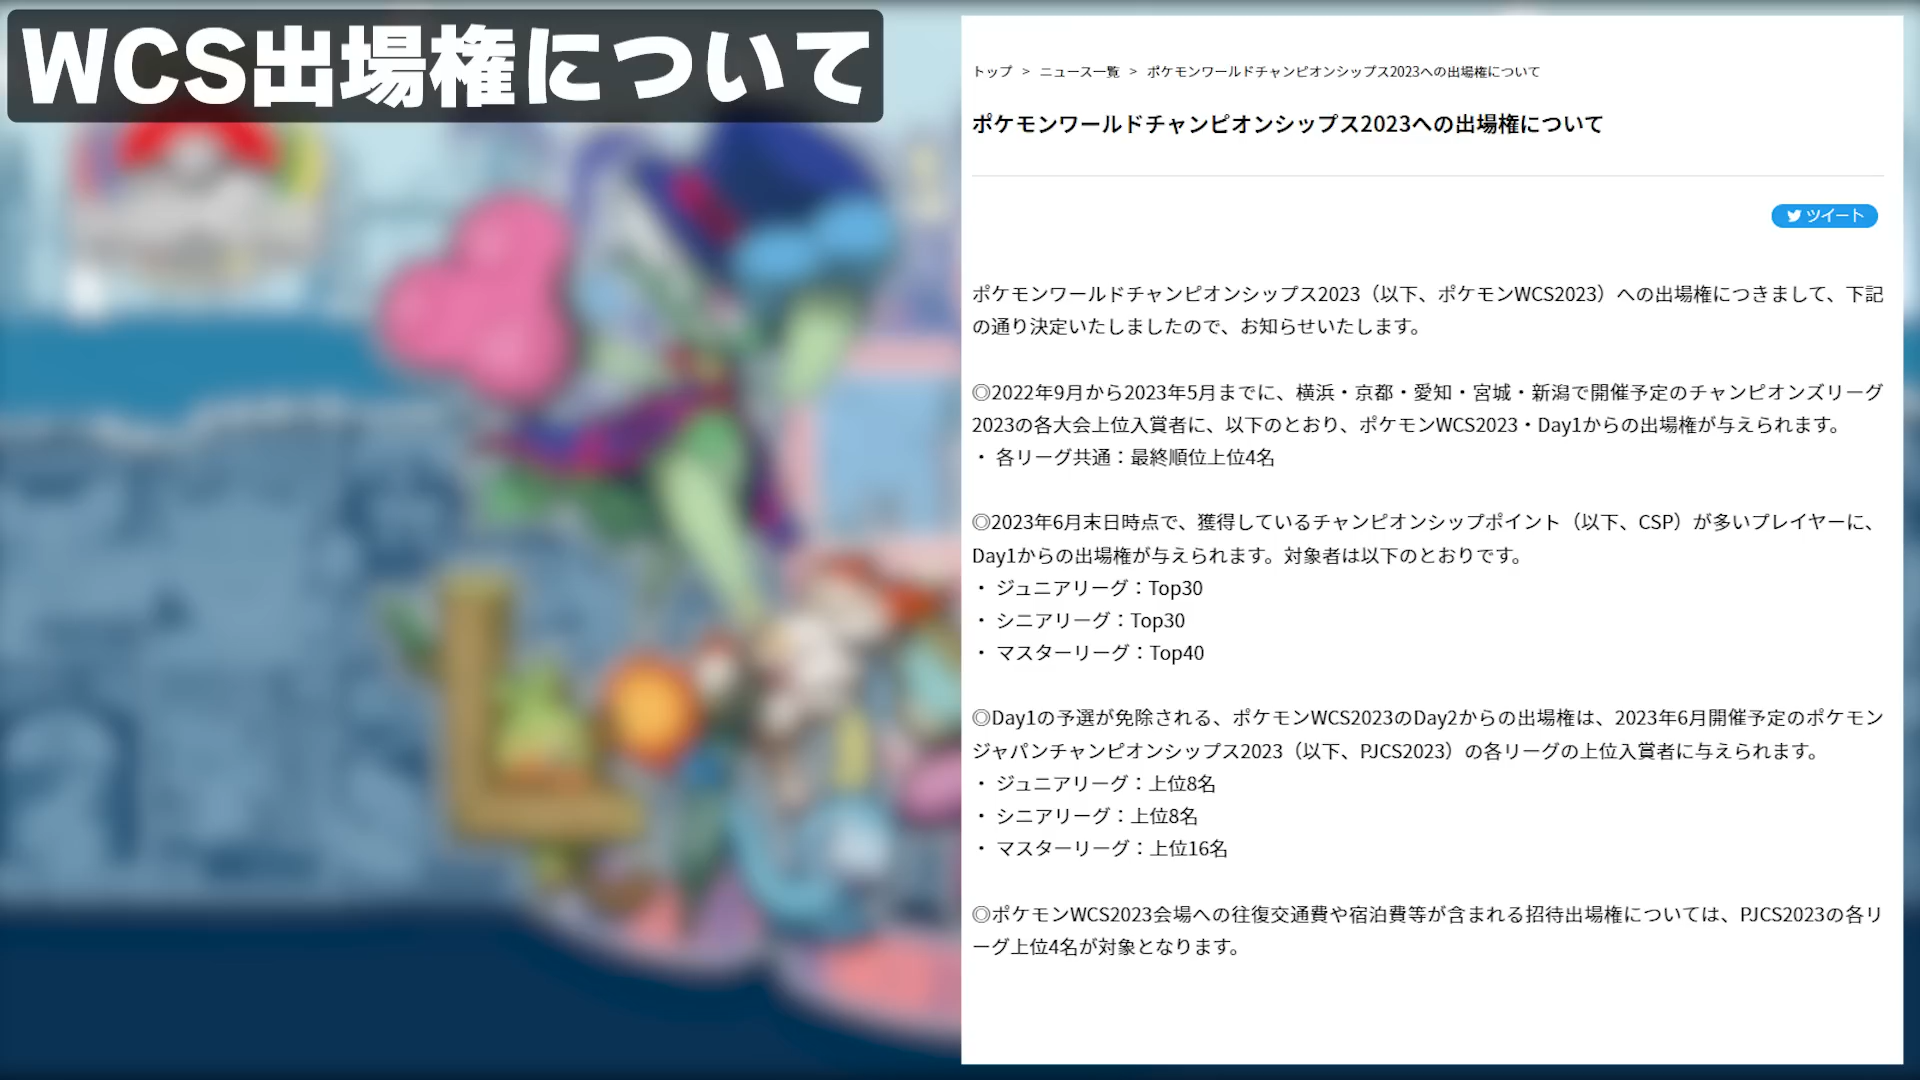 WCS出場権について
トップ > ニュース一覧 > ポケモンワールドチャンピオンシップス2023への出場権について
ポケモンワールドチャンピオンシップス2023への出場権について
ツイート
ポケモンワールドチャンピオンシップス2023（以下、ポケモンWCS2023）への出場権につきまして、下記
の通り決定いたしましたので、お知らせいたします。
◎2022年9月から2023年5月までに、横浜・京都・愛知・宮城・新潟で開催予定のチャンピオンズリーグ
2023の各大会上位入賞者に、以下のとおり、ポケモンWCS2023・Day1からの出場権が与えられます。
・ 各リーグ共通：最終順位上位4名
◎2023年6月末日時点で、獲得しているチャンピオンシップポイント（以下、CSP）が多いプレイヤーに、
Day1からの出場権が与えられます。対象者は以下のとおりです。
・ ジュニアリーグ：Top30
・ シニアリーグ：Top30
・ マスターリーグ：Top40
◎Day1の予選が免除される、ポケモンWCS2023のDay2からの出場権は、2023年6月開催予定のポケモン
ジャパンチャンピオンシップス2023（以下、PJCS2023）の各リーグの上位入賞者に与えられます。
・ ジュニアリーグ：上位8名
・ シニアリーグ：上位8名
・ マスターリーグ：上位16名
◎ポケモンWCS2023会場への往復交通費や宿泊費等が含まれる招待出場権については、PJCS2023の各リ
ーグ上位4名が対象となります。